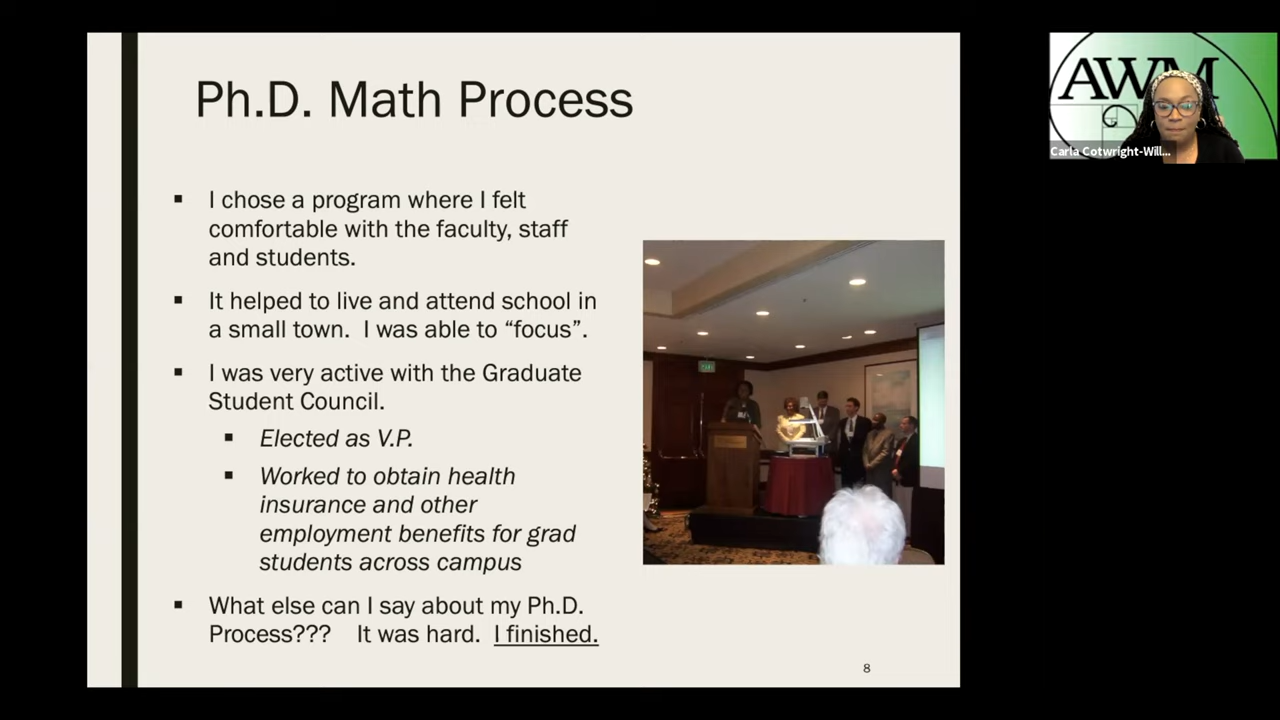 Ph.D. Math Process
▪ I chose a program where I felt
comfortable with the faculty, staff
and students.
▪ It helped to live and attend school in
a small town.  I was able to “focus”.
▪ I was very active with the Graduate
Student Council.
▪ Elected as V.P.
▪ Worked to obtain health
insurance and other
employment benefits for grad
students across campus
▪ What else can I say about my Ph.D.
Process???   It was hard.  I finished.
8
AWM
Carla Cotwright-Will...